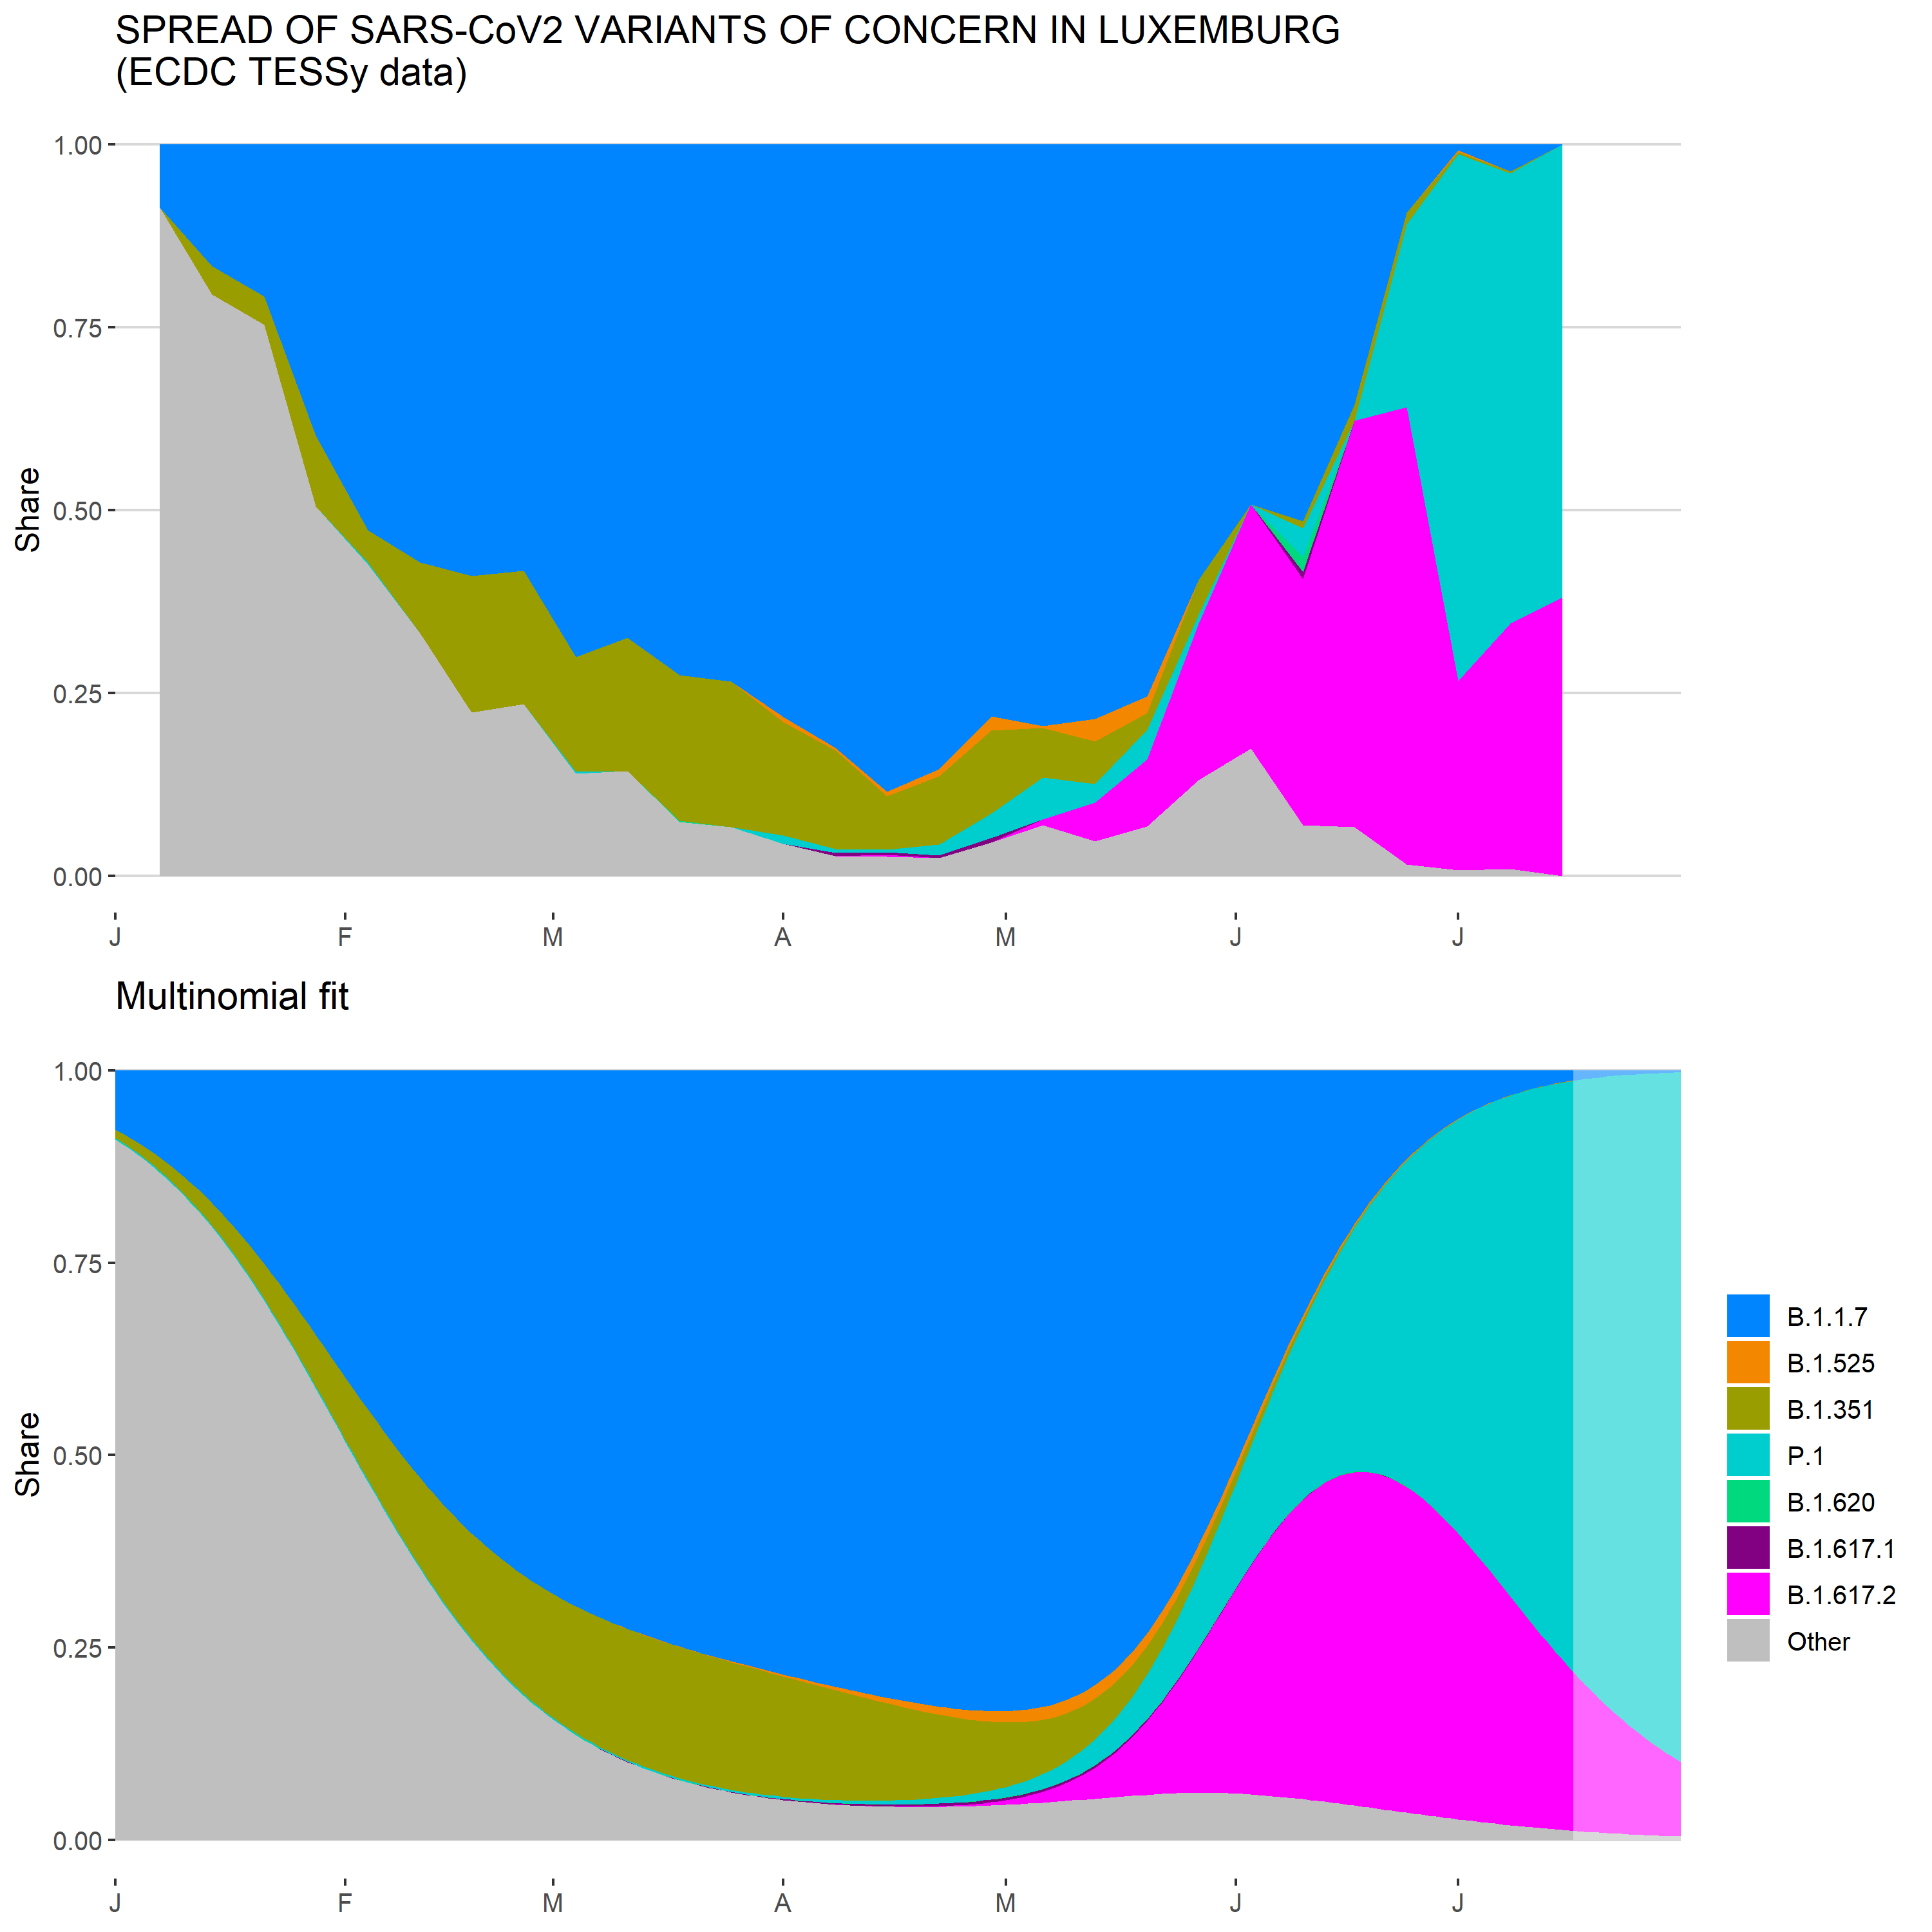 SPREAD OF SARS-CoV2 VARIANTS OF CONCERN IN LUXEMBURG
(ECDC TESSy data)
1.00
0.75
0.50
0.25
0.00
Share
J F M A M J J
Multinomial fit
1.00
0.75
0.50
0.25
0.00
Share
J F M A M J J
B.1.1.7
B.1.525
B.1.351
P.1
B.1.620
B.1.617.1
B.1.617.2
Other